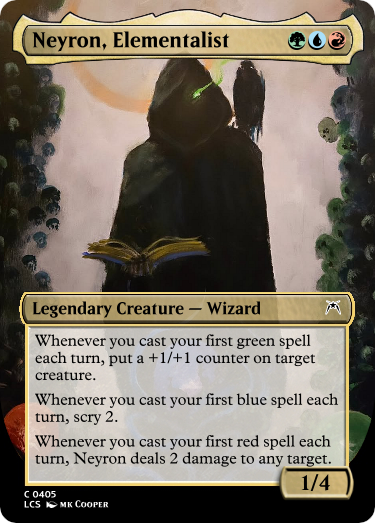 Neyron, Elementalist
Legendary Creature — Wizard
Whenever you cast your first green spell
each turn, put a +1/+1 counter on target
creature.
Whenever you cast your first blue spell each
turn, scry 2.
Whenever you cast your first red spell each
turn, Neyron deals 2 damage to any target.
1/4
C 0405
LCS MK COOPER